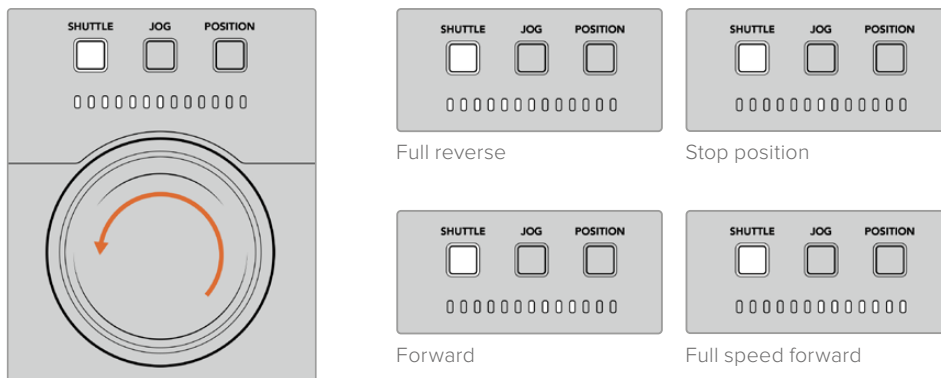 SHUTTLE JOG POSITION
SHUTTLE JOG POSITION
Full reverse
SHUTTLE JOG POSITION
Stop position
SHUTTLE JOG POSITION
Forward
SHUTTLE JOG POSITION
Full speed forward